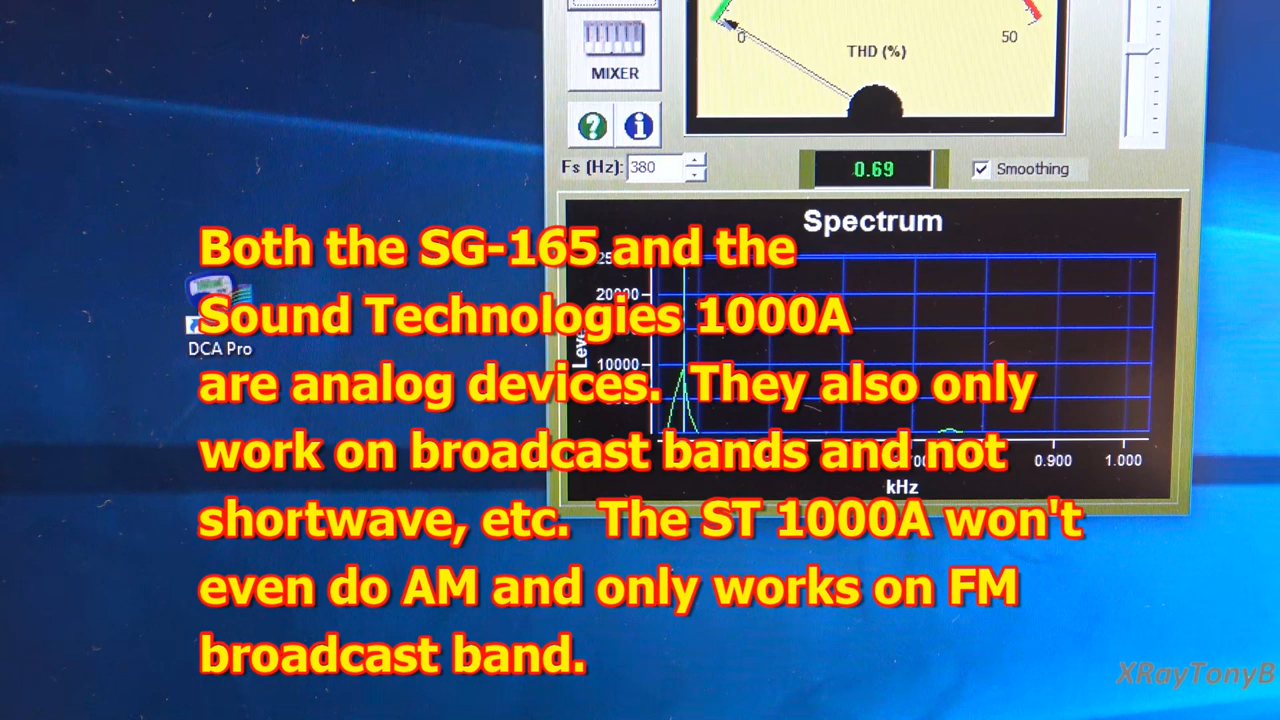 MIXER
0
50
THD (%)
Fs (Hz): 380
0.69
Smoothing
Spectrum
Both the SG-165 and the
20000
Sound Technologies 1000A
DCA Pro
10000
are analog devices. They also only
work on broadcast bands and not
0.900
1.000
kHz
shortwave, etc. The ST 1000A won't
even do AM and only works on FM
broadcast band.
XRayTonyB